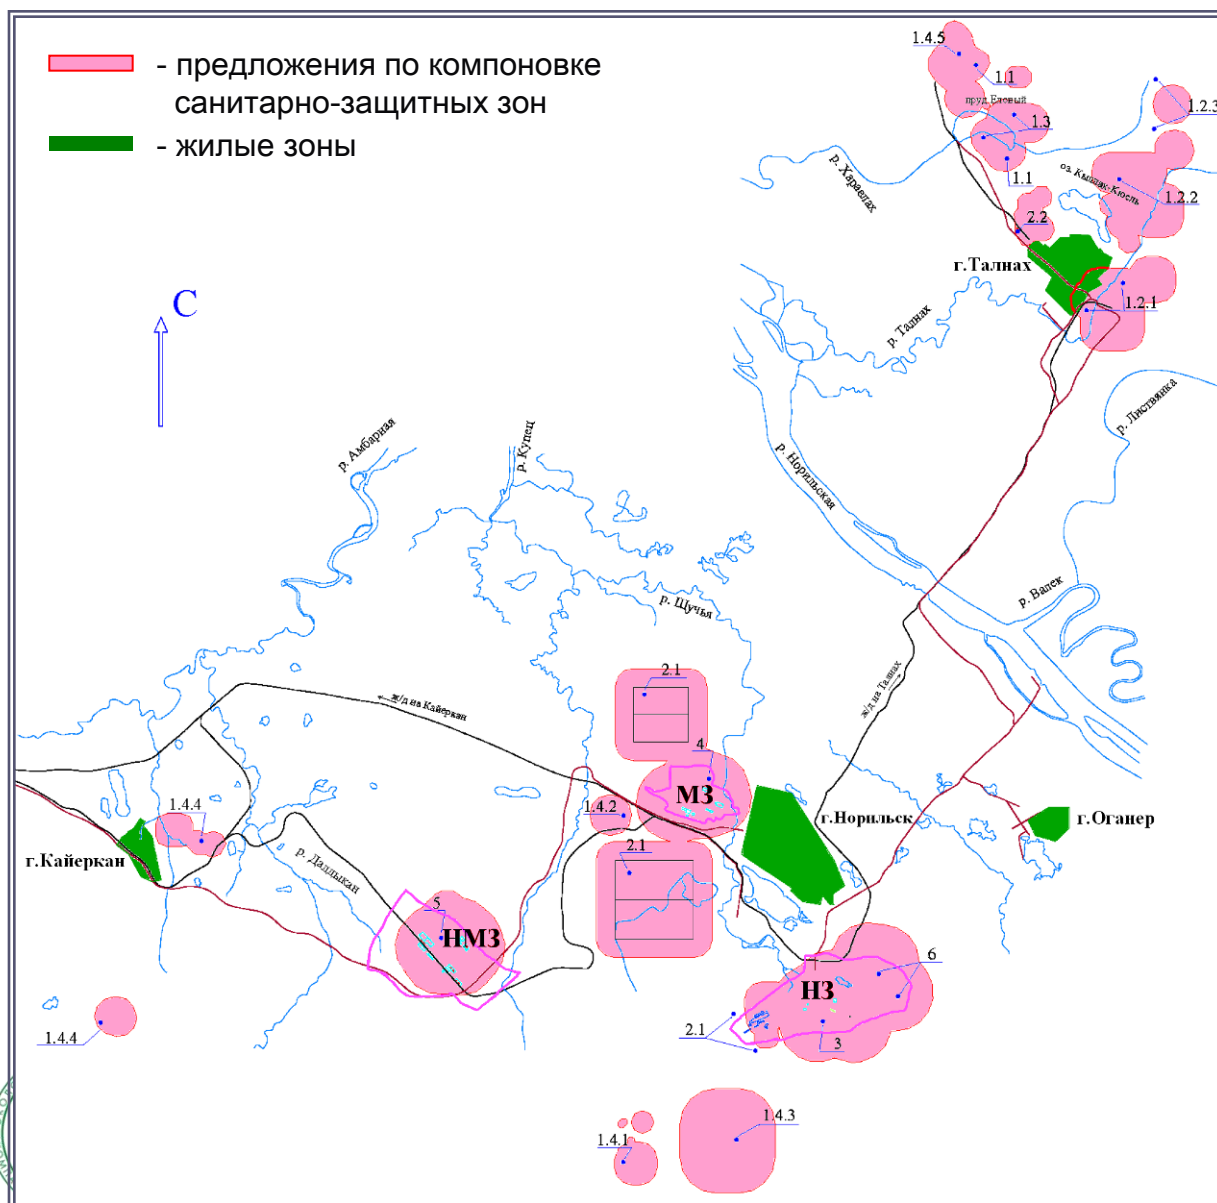 - предложения по компоновке
санитарно-защитных зон
- жилые зоны
С
1.4.5
1.1
пруд Еловый
1.3
1.1
1.2.3
р. Хараелах
1.2.2
2.2
г.Талнах
1.2.1
р. Талнах
р. Листвянка
р. Амбарная
р. Купец
р. Норильская
р. Щучья
р. Валек
2.1
ж/д на Кайеркан
ж/д на Талнах
4
МЗ
1.4.2
1.4.4
г.Норильск
г.Оганер
г.Кайеркан
2.1
р. Далдыкан
5
НМЗ
6
НЗ
2.1
3
1.4.4
1.4.3
1.4.1